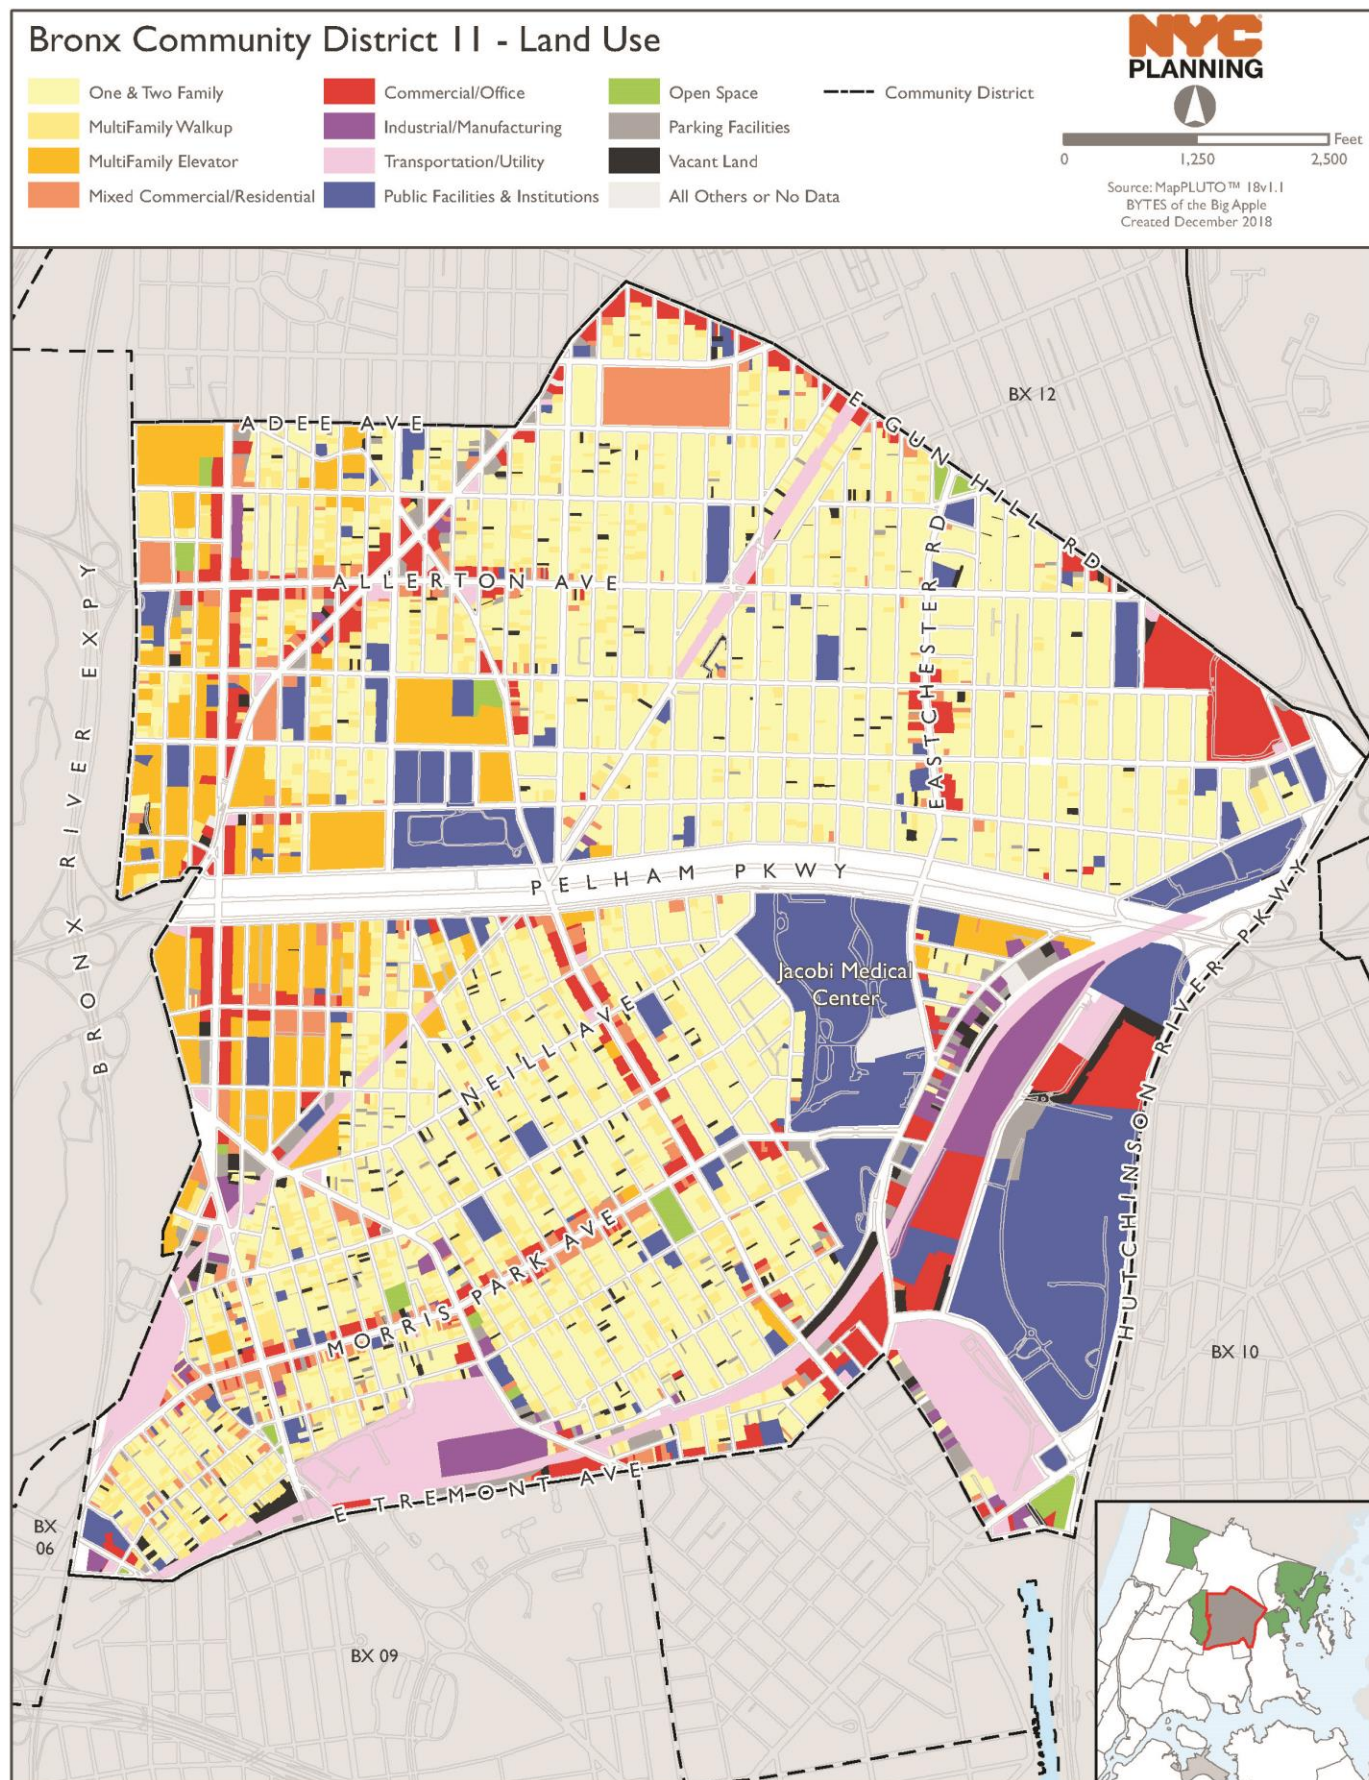 Bronx Community District 11 - Land Use
One & Two Family
MultiFamily Walkup
MultiFamily Elevator
Mixed Commercial/Residential
Commercial/Office
Industrial/Manufacturing
Transportation/Utility
Public Facilities & Institutions
Open Space
Parking Facilities
Vacant Land
All Others or No Data
Community District
NYC
PLANNING
Feet
0 1,250 2,500
Source: MapPLUTO™ 18v1.1
BYTES of the Big Apple
Created December 2018
BX 12
ADEE AVE
E GUN HILL RD
ALLERTON AVE
EASTCHESTER RD
BRONX RIVER EXPY
PELHAM PKWY
BRONX RIVER PKWY
Jacobi Medical
Center
NEILL AVE
HUTCHINSON RIVER PKWY
MORRIS PARK AVE
BX 10
E TREMONT AVE
BX
06
BX 09